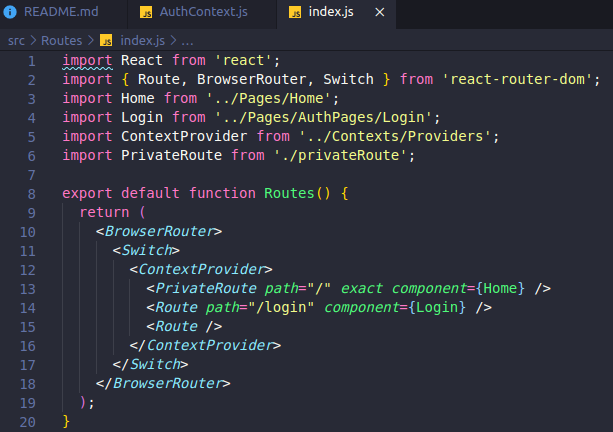 README.md AuthContext.js index.js ×
src > Routes > JS index.js > ...
1 import React from 'react';
2 import { Route, BrowserRouter, Switch } from 'react-router-dom';
3 import Home from '../Pages/Home';
4 import Login from '../Pages/AuthPages/Login';
5 import ContextProvider from '../Contexts/Providers';
6 import PrivateRoute from './privateRoute';
7
8 export default function Routes() {
9 return (
10 <BrowserRouter>
11 <Switch>
12 <ContextProvider>
13 <PrivateRoute path="/" exact component={Home} />
14 <Route path="/login" component={Login} />
15 <Route />
16 </ContextProvider>
17 </Switch>
18 </BrowserRouter>
19 );
20 }